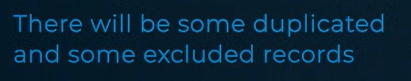 There will be some duplicated
and some excluded records